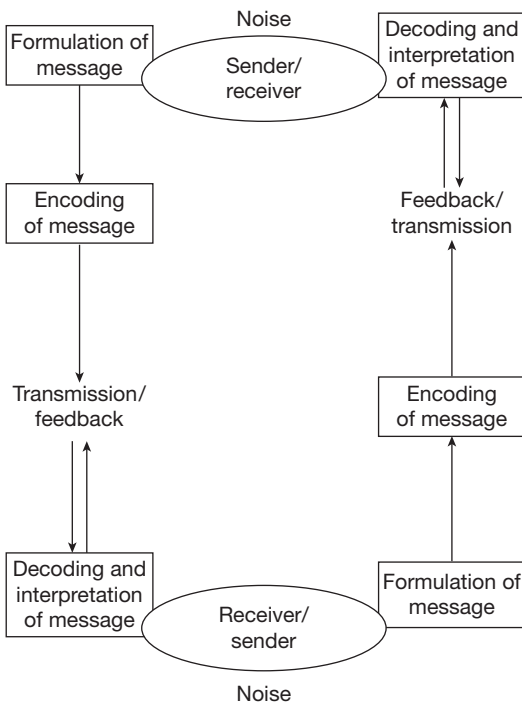 Noise
Formulation of
message
Sender/
receiver
Decoding and
interpretation
of message
Encoding
of message
Feedback/
transmission
Transmission/
feedback
Encoding
of message
Decoding and
interpretation
of message
Receiver/
sender
Formulation of
message
Noise